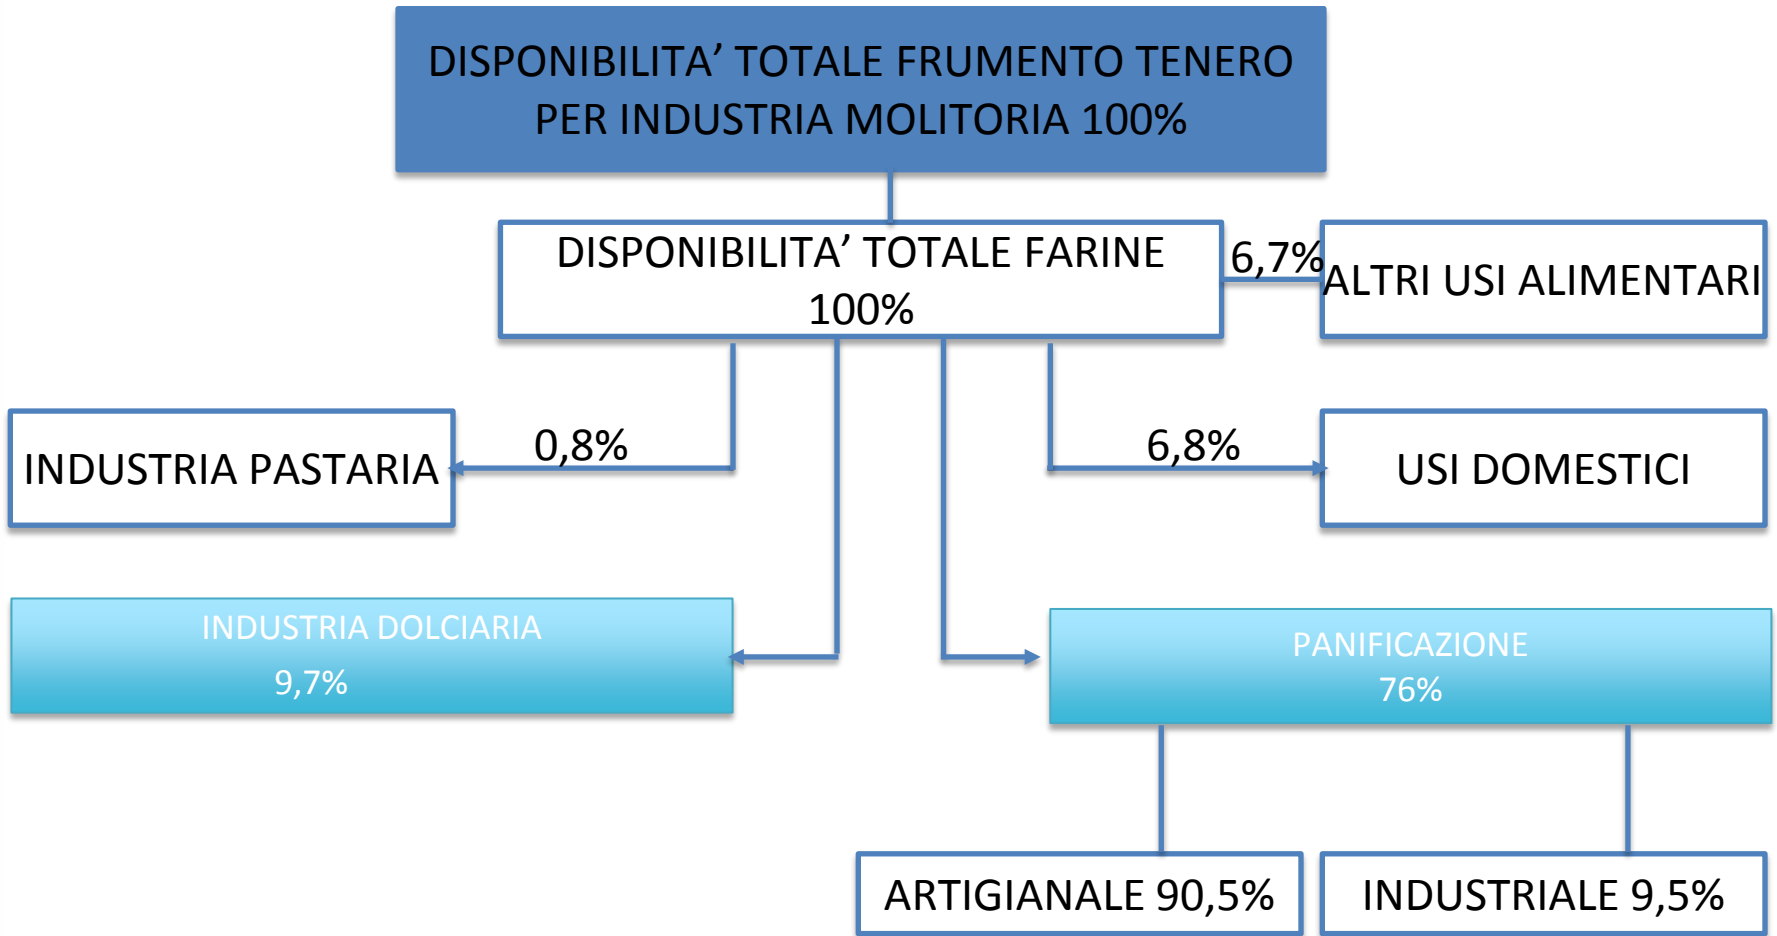 DISPONIBILITA’ TOTALE FRUMENTO TENERO
PER INDUSTRIA MOLITORIA 100%
DISPONIBILITA’ TOTALE FARINE
100%
6,7%
ALTRI USI ALIMENTARI
INDUSTRIA PASTARIA
0,8%
6,8%
USI DOMESTICI
INDUSTRIA DOLCIARIA
9,7%
PANIFICAZIONE
76%
ARTIGIANALE 90,5%
INDUSTRIALE 9,5%